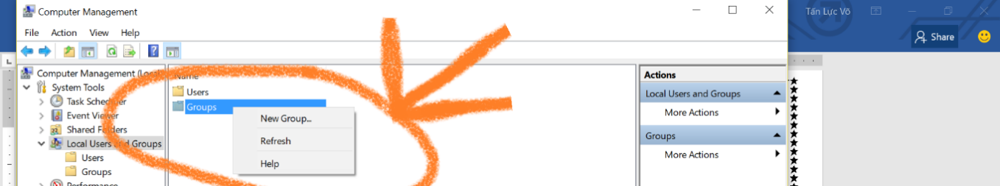 Computer Management
Tấn Lực Võ
File Action View Help
Share
Computer Management (Local
Name
Actions
System Tools
Users
Local Users and Groups
Task Scheduler
Groups
More Actions
Event Viewer
New Group...
Shared Folders
Groups
Local Users and Groups
Refresh
More Actions
Users
Help
Groups
Performance